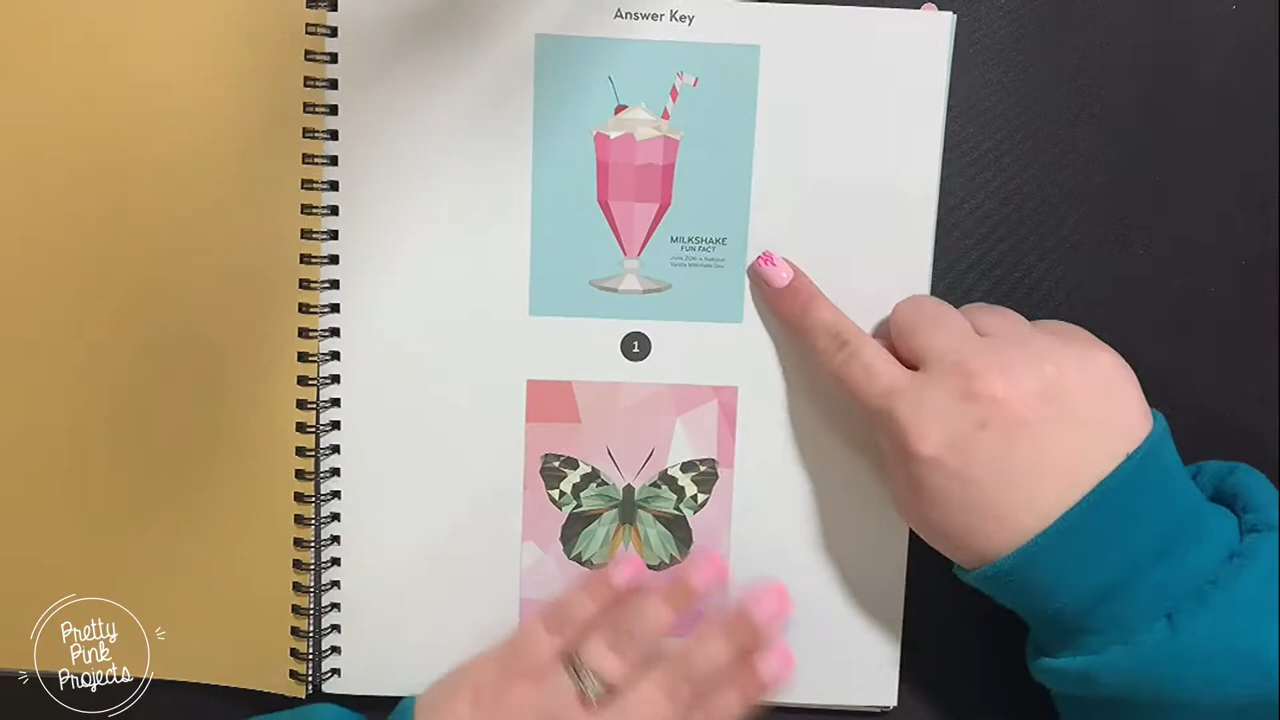 Answer Key
MILKSHAKE
FUN FACT
June 20th is National
Vanilla Milkshake Day
1
Pretty
Pink
Projects